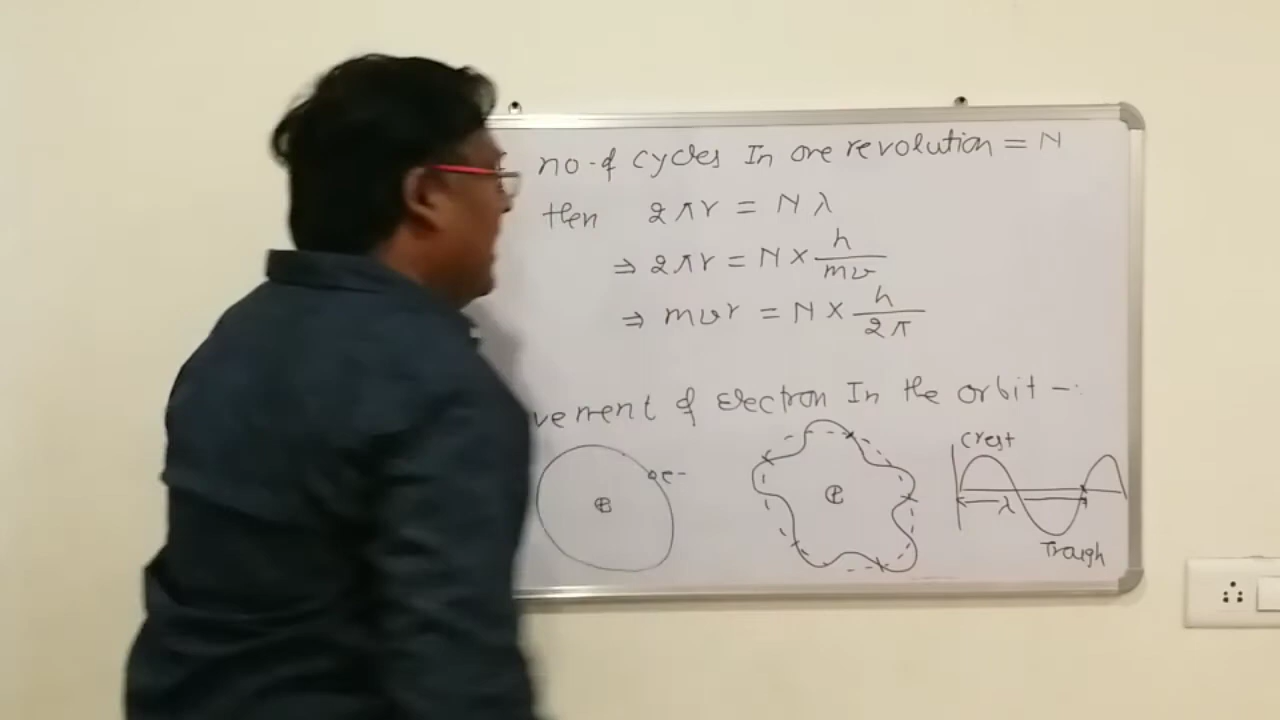 no. of cycles In one revolution = N
then 2πr = Nλ
⇒ 2πr = N × h/mv
⇒ mvr = N × h/2π
vement of electron In the orbit -:
e-
Crest
λ
Trough